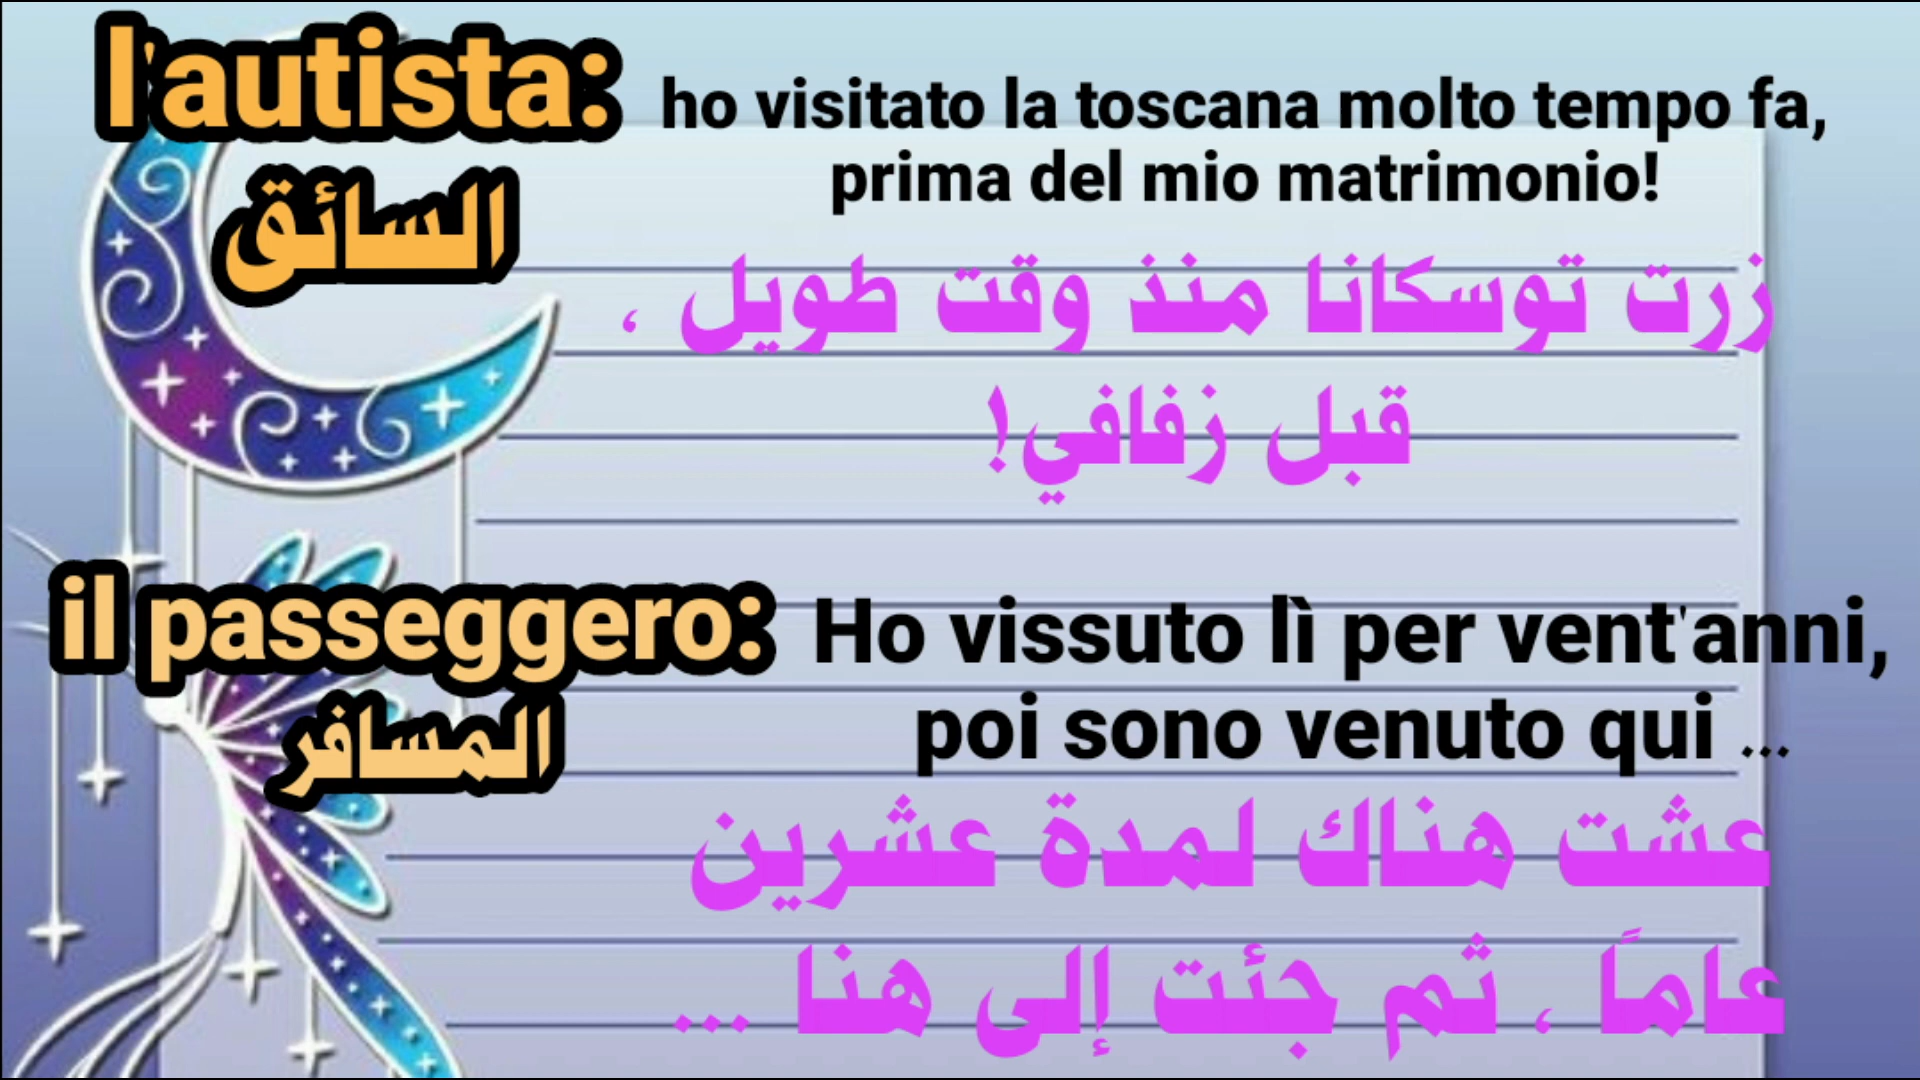 l'autista: ho visitato la toscana molto tempo fa,
prima del mio matrimonio!
السائق
زرت توسكانا منذ وقت طويل ،
قبل زفافي!
il passeggero: Ho vissuto lì per vent'anni,
poi sono venuto qui ...
المسافر
عشت هناك لمدة عشرين
عاماً ، ثم جئت إلى هنا ...